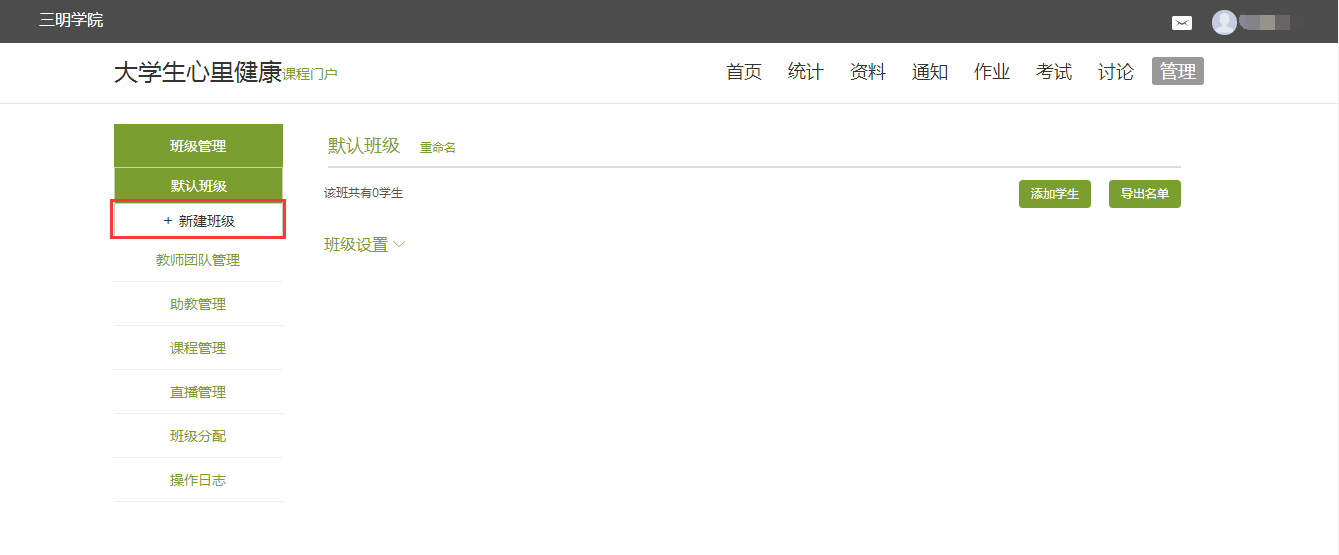 三明学院
大学生心里健康课程门户
首页 统计 资料 通知 作业 考试 讨论 管理
班级管理
默认班级
+ 新建班级
教师团队管理
助教管理
课程管理
直播管理
班级分配
操作日志
默认班级 重命名
该班共有0学生
添加学生 导出名单
班级设置